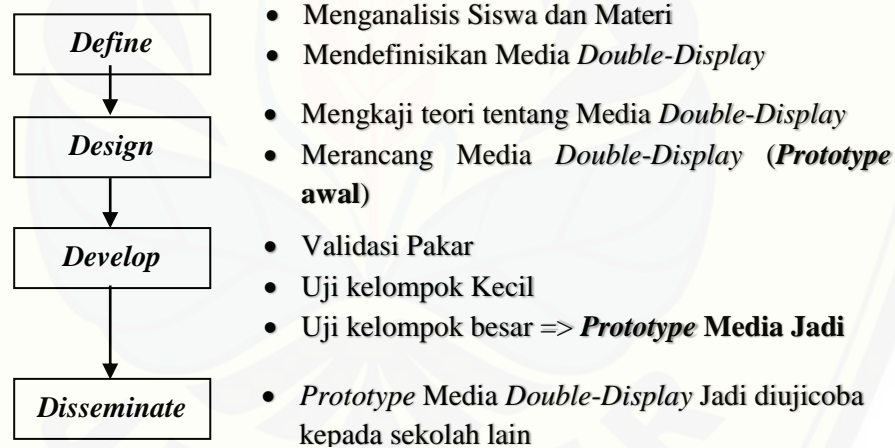 Define
• Menganalisis Siswa dan Materi
• Mendefinisikan Media Double-Display
Design
• Mengkaji teori tentang Media Double-Display
• Merancang Media Double-Display (Prototype
awal)
Develop
• Validasi Pakar
• Uji kelompok Kecil
• Uji kelompok besar => Prototype Media Jadi
Disseminate
• Prototype Media Double-Display Jadi diujicoba
kepada sekolah lain